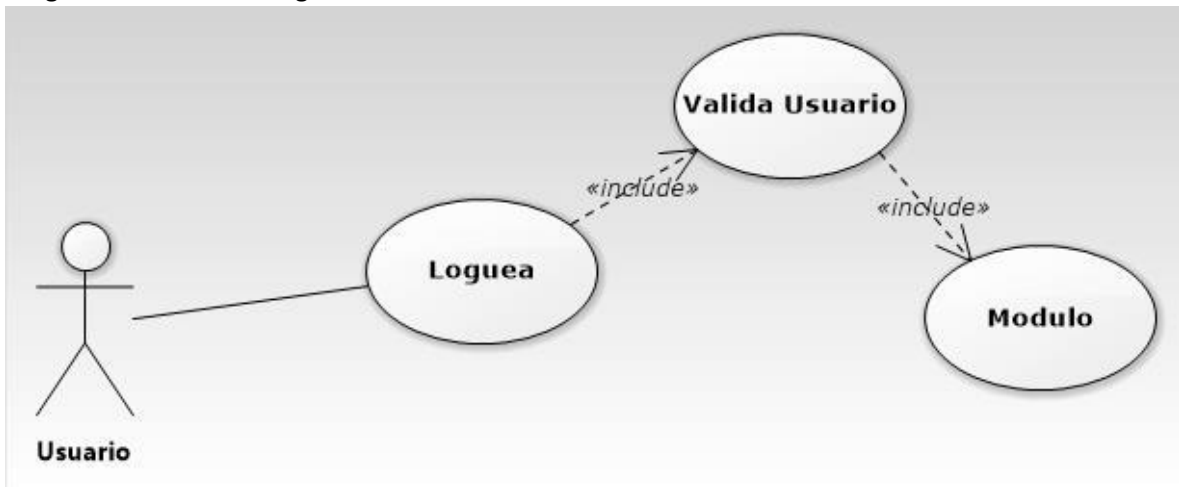 Valida Usuario
«include»
«include»
Loguea
Modulo
Usuario